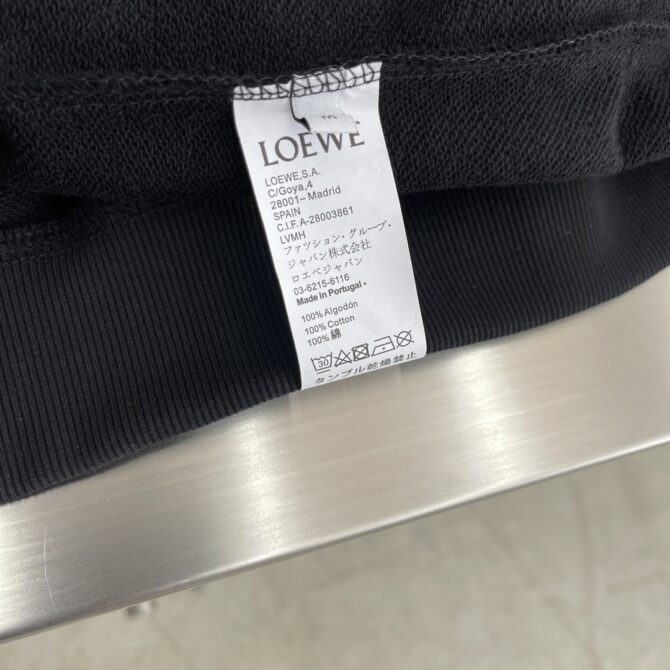 LOEWE
LOEWE,S.A.
C/Goya,4
28001-Madrid
SPAIN
C.I.F.A-28003861
LVMH
ファツション・グループ・
ジャパン株式会社
ロエベジャパン
03-6215-6116
Made in Portugal.
100% Algodón
100% Cotton
100% 綿
30
タンブル乾燥禁止